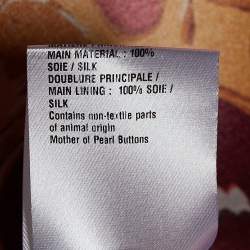 MAIN MATERIAL : 100%
SOIE / SILK
DOUBLURE PRINCIPALE /
MAIN LINING : 100% SOIE /
SILK
Contains non-textile parts
of animal origin
Mother of Pearl Buttons